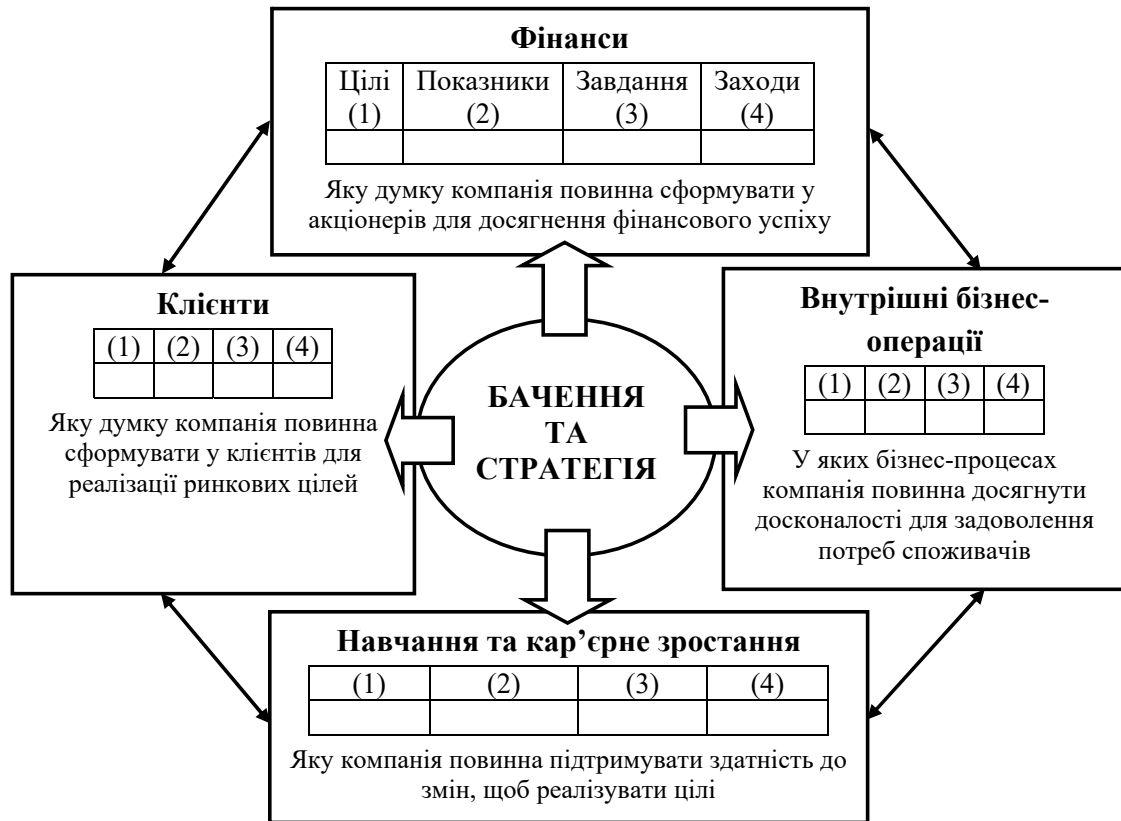 Фінанси
Цілі Показники Завдання Заходи
(1) (2) (3) (4)
Яку думку компанія повинна сформувати у
акціонерів для досягнення фінансового успіху
Клієнти
(1) (2) (3) (4)
Яку думку компанія повинна
сформувати у клієнтів для
реалізації ринкових цілей
БАЧЕННЯ
ТА
СТРАТЕГІЯ
Внутрішні бізнес-
операції
(1) (2) (3) (4)
У яких бізнес-процесах
компанія повинна досягнути
досконалості для задоволення
потреб споживачів
Навчання та кар’єрне зростання
(1) (2) (3) (4)
Яку компанія повинна підтримувати здатність до
змін, щоб реалізувати цілі